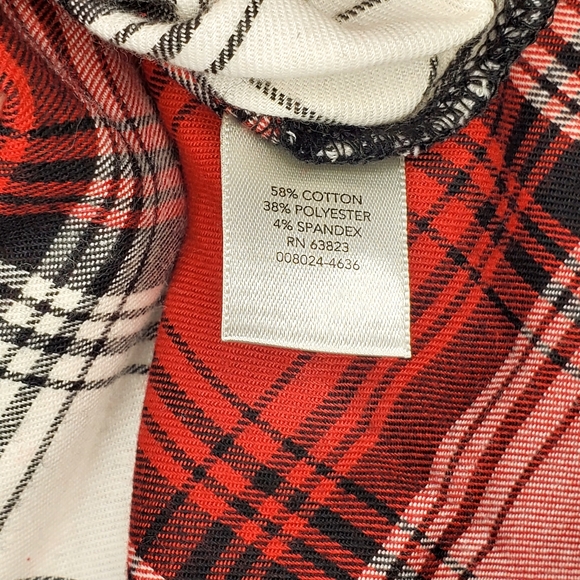 58% COTTON
38% POLYESTER
4% SPANDEX
RN 63823
008024-4636